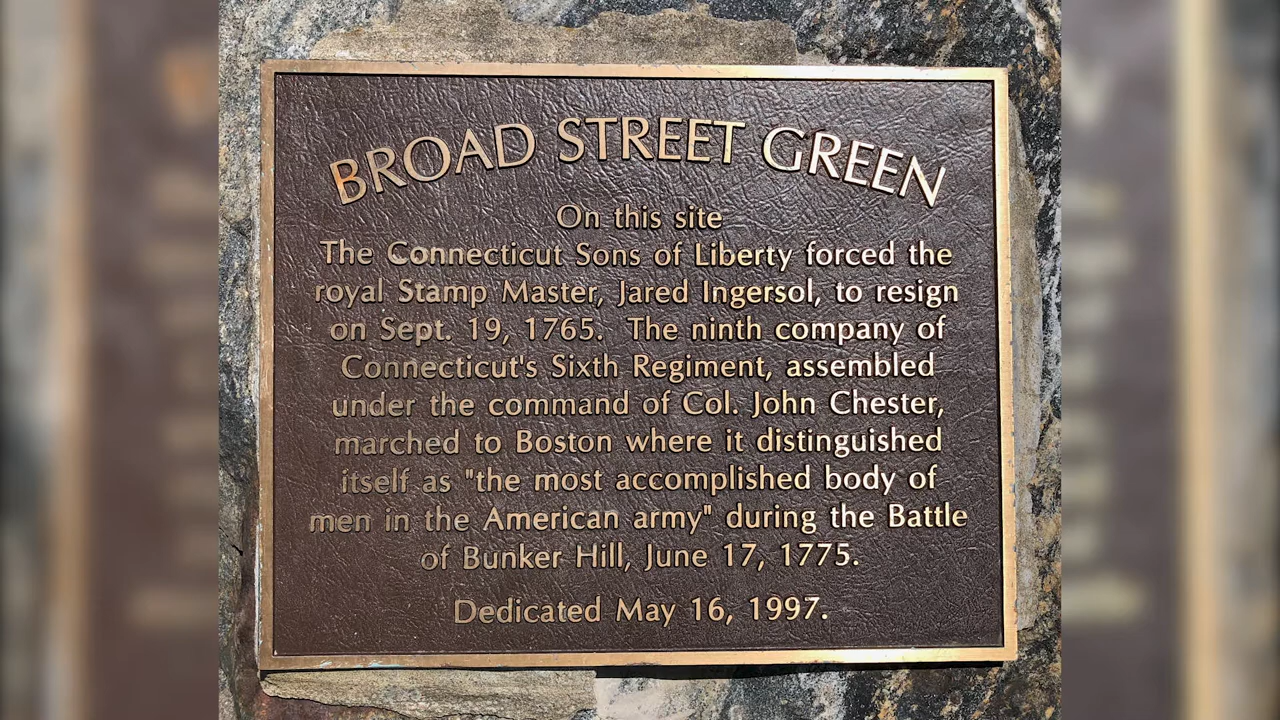 BROAD STREET GREEN
On this site
The Connecticut Sons of Liberty forced the
royal Stamp Master, Jared Ingersol, to resign
on Sept. 19, 1765. The ninth company of
Connecticut's Sixth Regiment, assembled
under the command of Col. John Chester,
marched to Boston where it distinguished
itself as "the most accomplished body of
men in the American army" during the Battle
of Bunker Hill, June 17, 1775.
Dedicated May 16, 1997.